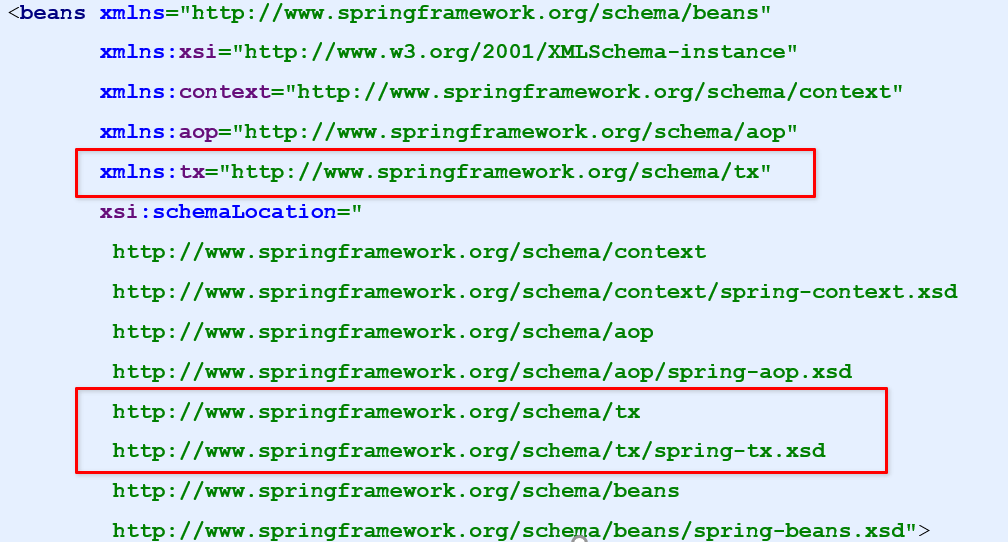 <beans xmlns="http://www.springframework.org/schema/beans"
xmlns:xsi="http://www.w3.org/2001/XMLSchema-instance"
xmlns:context="http://www.springframework.org/schema/context"
xmlns:aop="http://www.springframework.org/schema/aop"
xmlns:tx="http://www.springframework.org/schema/tx"
xsi:schemaLocation="
http://www.springframework.org/schema/context
http://www.springframework.org/schema/context/spring-context.xsd
http://www.springframework.org/schema/aop
http://www.springframework.org/schema/aop/spring-aop.xsd
http://www.springframework.org/schema/tx
http://www.springframework.org/schema/tx/spring-tx.xsd
http://www.springframework.org/schema/beans
http://www.springframework.org/schema/beans/spring-beans.xsd">